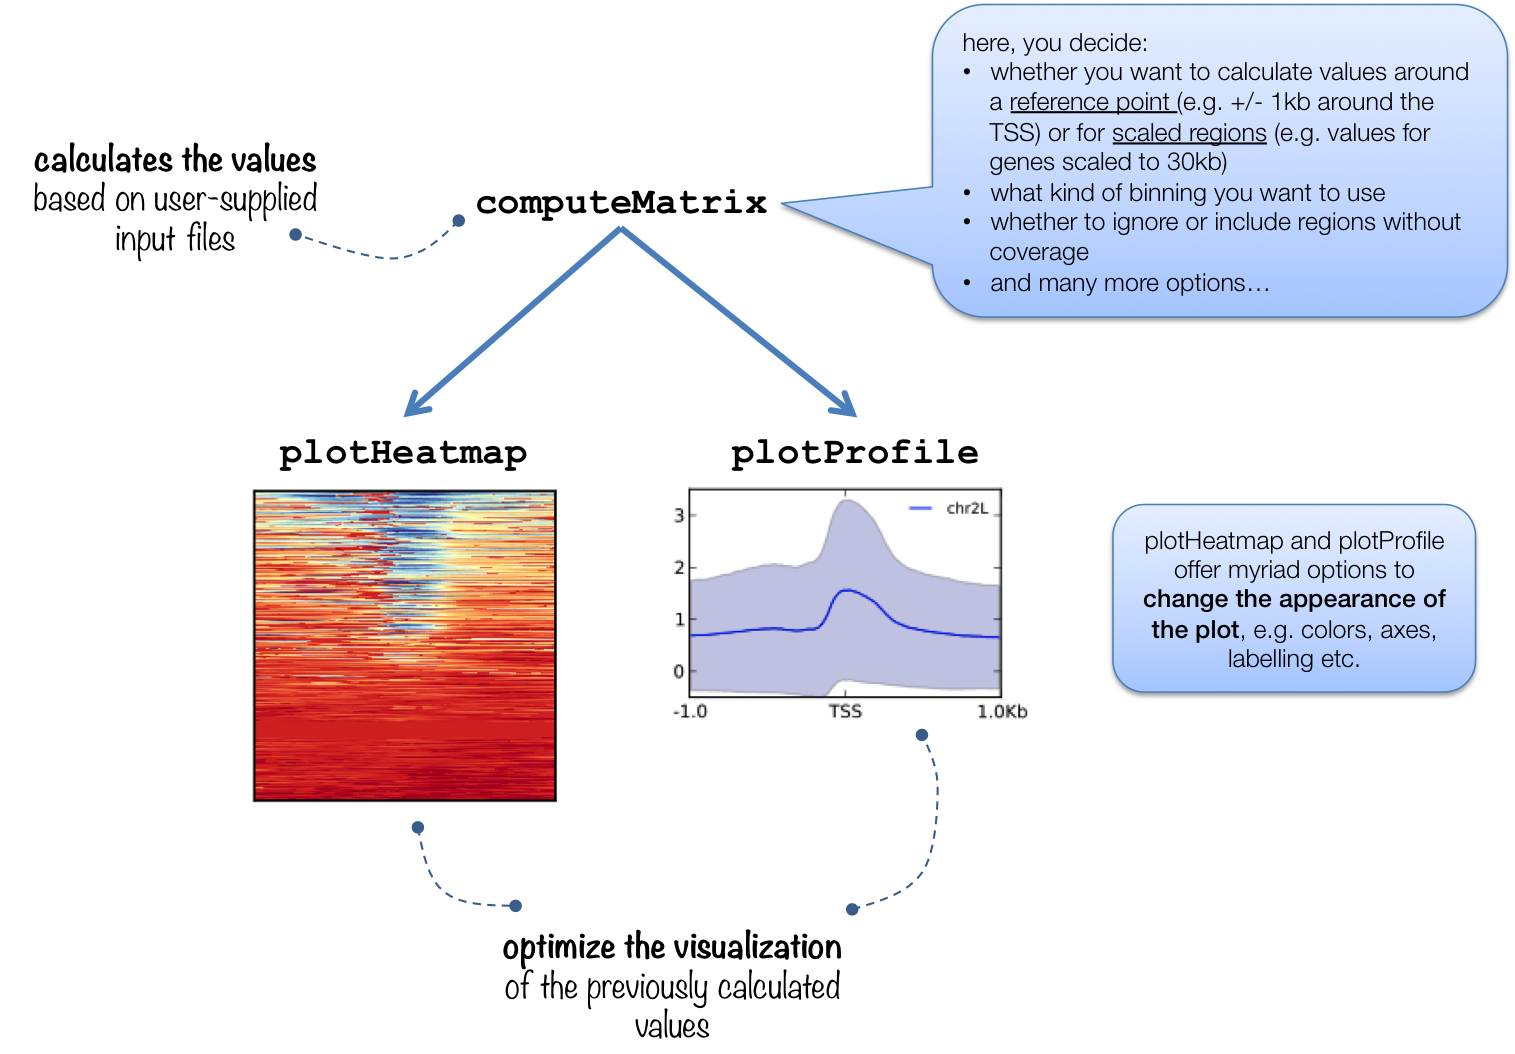 here, you decide:
• whether you want to calculate values around
a reference point (e.g. +/- 1kb around the
TSS) or for scaled regions (e.g. values for
genes scaled to 30kb)
• what kind of binning you want to use
• whether to ignore or include regions without
coverage
• and many more options…
calculates the values
based on user-supplied
input files
computeMatrix
plotHeatmap
plotProfile
chr2L
3
2
1
0
-1.0 TSS 1.0Kb
plotHeatmap and plotProfile
offer myriad options to
change the appearance of
the plot, e.g. colors, axes,
labelling etc.
optimize the visualization
of the previously calculated
values